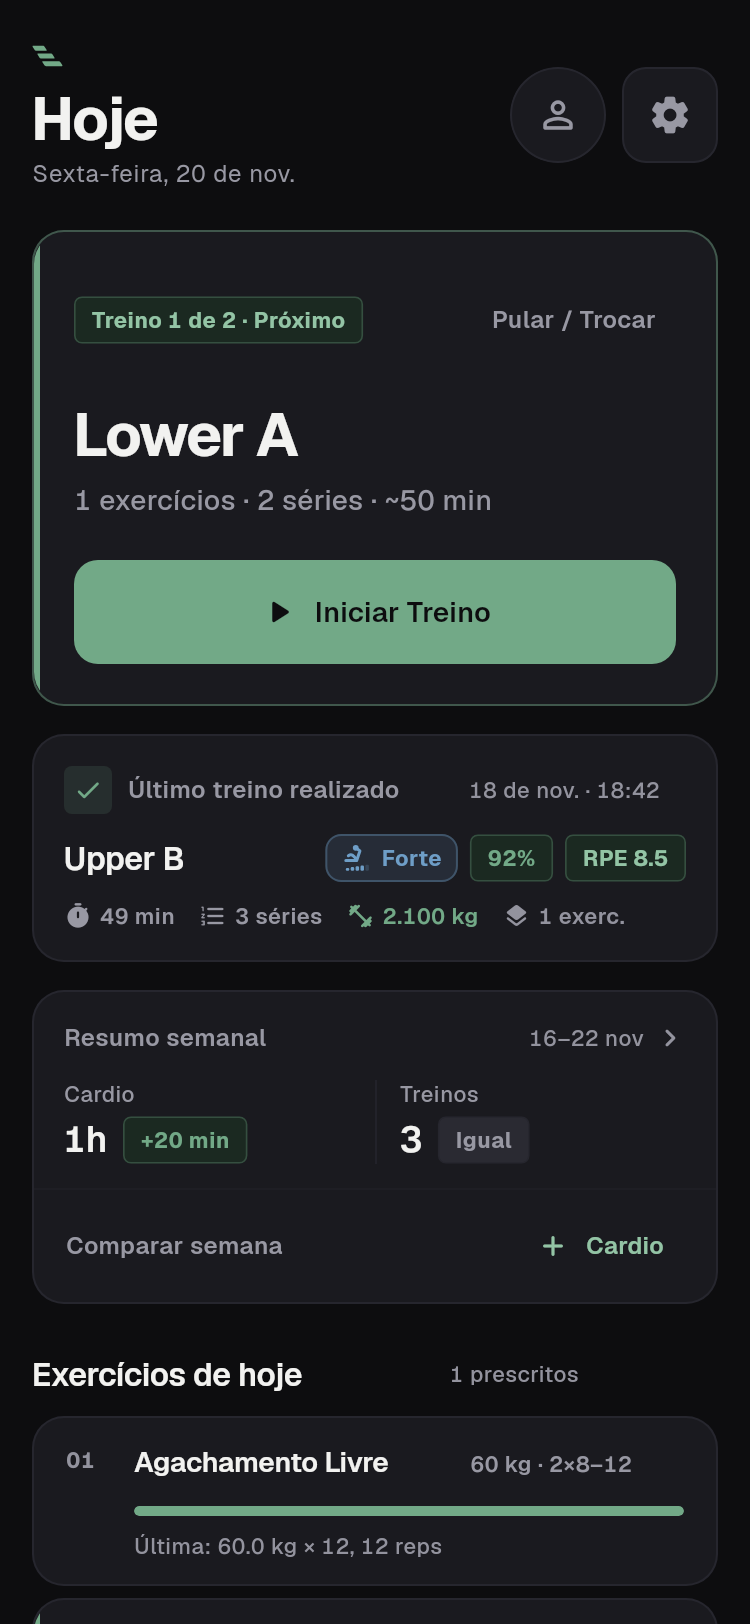 Hoje
Sexta-feira, 20 de nov.
Treino 1 de 2 · Próximo
Pular / Trocar
Lower A
1 exercícios · 2 séries · ~50 min
Iniciar Treino
Último treino realizado
18 de nov. · 18:42
Upper B
Forte
92%
RPE 8.5
49 min
3 séries
2.100 kg
1 exerc.
Resumo semanal
16–22 nov
Cardio
1h
+20 min
Treinos
3
Igual
Comparar semana
Cardio
Exercícios de hoje
1 prescritos
01
Agachamento Livre
60 kg · 2×8–12
Última: 60.0 kg × 12, 12 reps